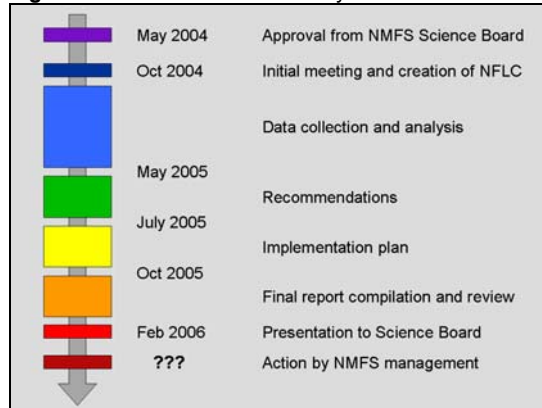 May 2004 Approval from NMFS Science Board
Oct 2004 Initial meeting and creation of NFLC
Data collection and analysis
May 2005
Recommendations
July 2005
Implementation plan
Oct 2005
Final report compilation and review
Feb 2006 Presentation to Science Board
??? Action by NMFS management